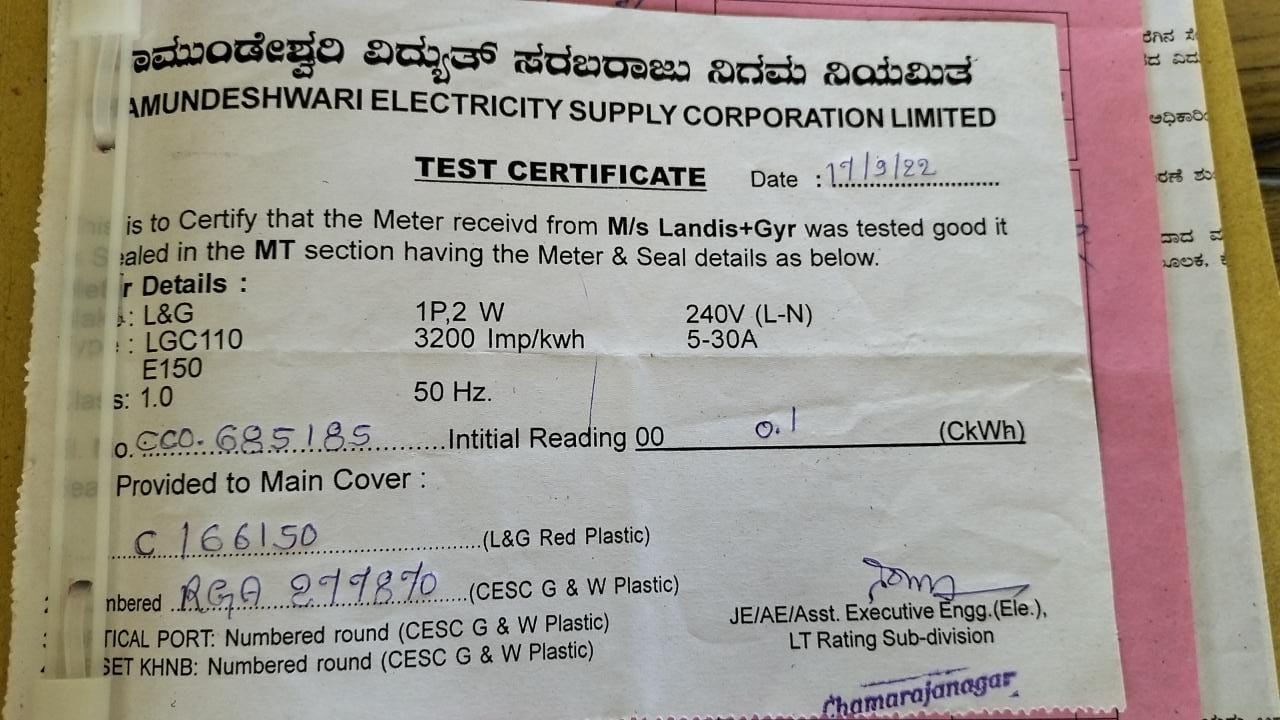 ಾಮುಂಡೇಶ್ವರಿ ವಿದ್ಯುತ್ ಸರಬರಾಜು ನಿಗಮ ನಿಯಮಿತ
AMUNDESHWARI ELECTRICITY SUPPLY CORPORATION LIMITED
TEST CERTIFICATE Date : 17/9/22
This is to Certify that the Meter receivd from M/s Landis+Gyr was tested good it
Sealed in the MT section having the Meter & Seal details as below.
r Details :
: L&G 1P,2 W 240V (L-N)
: LGC110 3200 Imp/kwh 5-30A
E150
s: 1.0 50 Hz.
o. CCO. 685185 Intitial Reading 00 0.1 (CkWh)
Provided to Main Cover :
C 166150 (L&G Red Plastic)
mbered RGA 277870 (CESC G & W Plastic)
TICAL PORT: Numbered round (CESC G & W Plastic)
SET KHNB: Numbered round (CESC G & W Plastic)
JE/AE/Asst. Executive Engg.(Ele.),
LT Rating Sub-division
Chamarajanagar
ಅಧಿಕಾರಿ